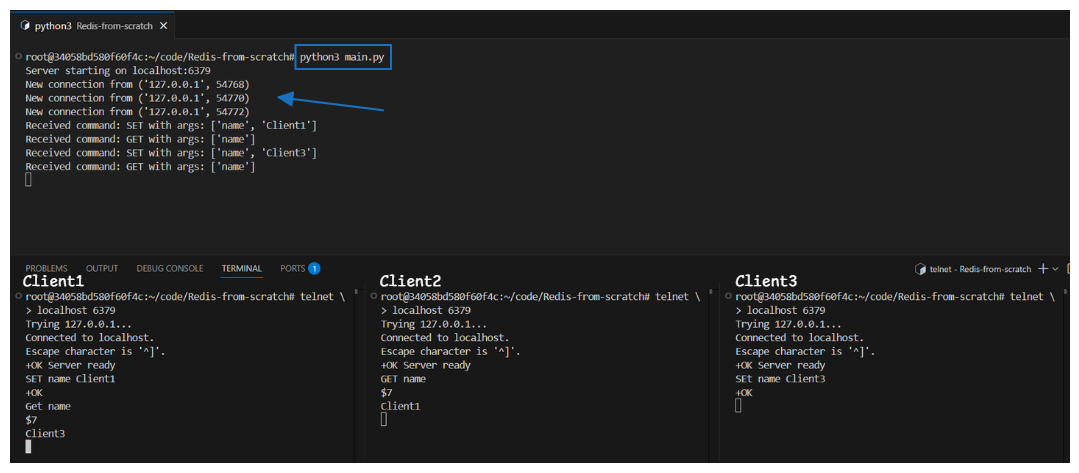 python3 Redis-from-scratch ×
root@34058bd580f60f4c:~/code/Redis-from-scratch# python3 main.py
Server starting on localhost:6379
New connection from ('127.0.0.1', 54768)
New connection from ('127.0.0.1', 54770)
New connection from ('127.0.0.1', 54772)
Received command: SET with args: ['name', 'Client1']
Received command: GET with args: ['name']
Received command: SET with args: ['name', 'Client3']
Received command: GET with args: ['name']
PROBLEMS OUTPUT DEBUG CONSOLE TERMINAL PORTS 1
telnet - Redis-from-scratch
Client1
root@34058bd580f60f4c:~/code/Redis-from-scratch# telnet \
> localhost 6379
Trying 127.0.0.1...
Connected to localhost.
Escape character is '^]'.
+OK Server ready
SET name Client1
+OK
Get name
$7
Client3
Client2
root@34058bd580f60f4c:~/code/Redis-from-scratch# telnet \
> localhost 6379
Trying 127.0.0.1...
Connected to localhost.
Escape character is '^]'.
+OK Server ready
GET name
$7
Client1
Client3
root@34058bd580f60f4c:~/code/Redis-from-scratch# telnet \
> localhost 6379
Trying 127.0.0.1...
Connected to localhost.
Escape character is '^]'.
+OK Server ready
SET name Client3
+OK